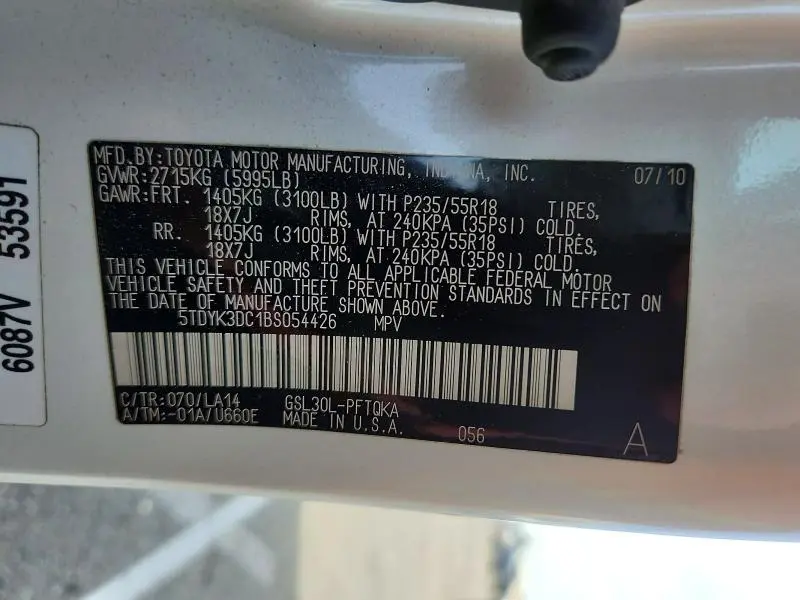 MFD.BY:TOYOTA MOTOR MANUFACTURING, INDIANA, INC. 07/10
GVWR:2715KG (5995LB)
GAWR:FRT. 1405KG (3100LB) WITH P235/55R18 TIRES,
18X7J RIMS, AT 240KPA (35PSI) COLD.
RR. 1405KG (3100LB) WITH P235/55R18 TIRES,
18X7J RIMS, AT 240KPA (35PSI) COLD.
THIS VEHICLE CONFORMS TO ALL APPLICABLE FEDERAL MOTOR
VEHICLE SAFETY AND THEFT PREVENTION STANDARDS IN EFFECT ON
THE DATE OF MANUFACTURE SHOWN ABOVE.
5TDYK3DC1BS054426 MPV
C/TR:070/LA14 GSL30L-PFTQKA
A/TM:-01A/U660E MADE IN U.S.A. 056 A
6087V 53591